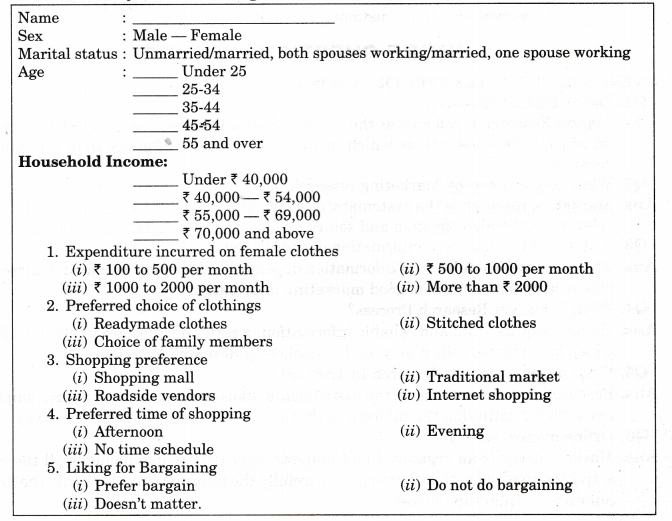 Name : ____________________
Sex : Male — Female
Marital status : Unmarried/married, both spouses working/married, one spouse working
Age : _____ Under 25
_____ 25-34
_____ 35-44
_____ 45-54
_____ 55 and over
Household Income:
_____ Under ₹ 40,000
_____ ₹ 40,000 — ₹ 54,000
_____ ₹ 55,000 — ₹ 69,000
_____ ₹ 70,000 and above
1. Expenditure incurred on female clothes
(i) ₹ 100 to 500 per month (ii) ₹ 500 to 1000 per month
(iii) ₹ 1000 to 2000 per month (iv) More than ₹ 2000
2. Preferred choice of clothings
(i) Readymade clothes (ii) Stitched clothes
(iii) Choice of family members
3. Shopping preference
(i) Shopping mall (ii) Traditional market
(iii) Roadside vendors (iv) Internet shopping
4. Preferred time of shopping
(i) Afternoon (ii) Evening
(iii) No time schedule
5. Liking for Bargaining
(i) Prefer bargain (ii) Do not do bargaining
(iii) Doesn't matter.